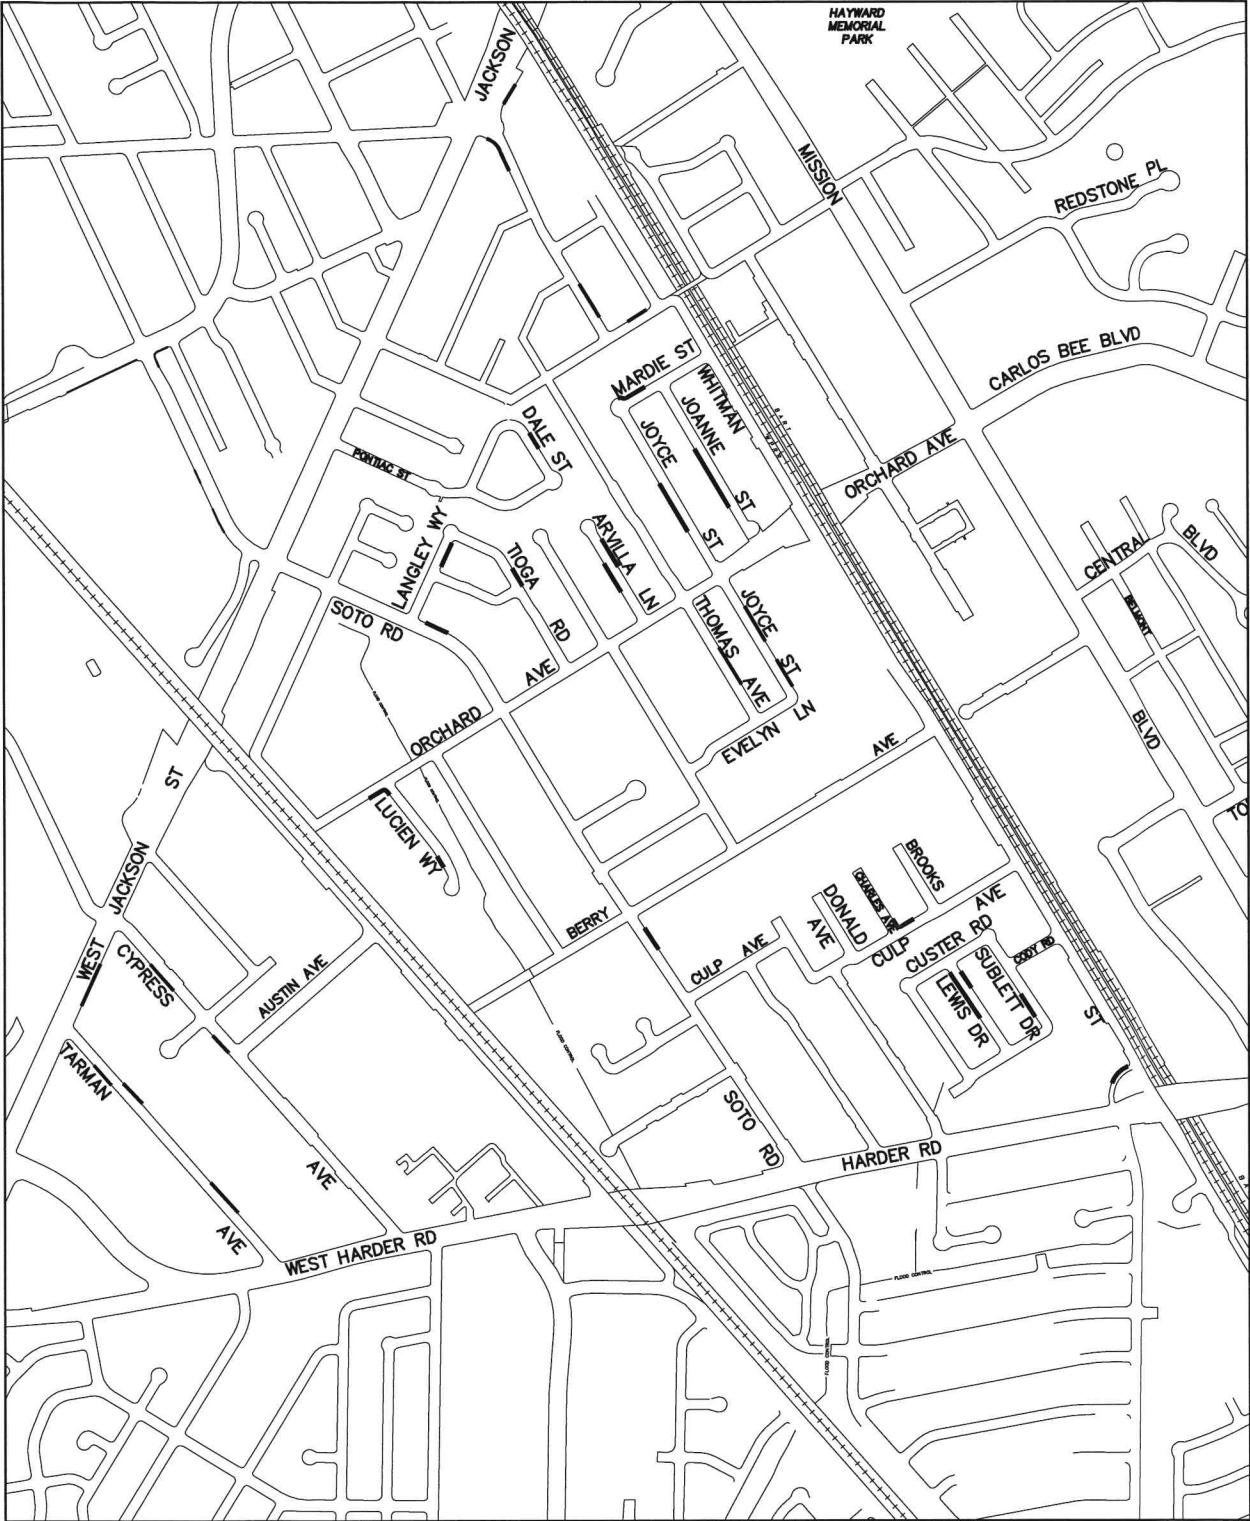 HAYWARD
MEMORIAL
PARK
JACKSON
MISSION
REDSTONE PL
CARLOS BEE BLVD
MARDIE ST
WHITMAN
JOANNE
ST
JOYCE
ST
DALE ST
PONTIAC ST
ORCHARD AVE
LANGLEY WY
TIOGA
RD
ARVILLA
LN
CENTRAL
BLVD
BELMONT
BLVD
SOTO RD
THOMAS
AVE
JOYCE
ST
EVELYN LN
ORCHARD
AVE
AVE
ST
LUCIEN WY
JACKSON
WEST
BERRY
BROOKS
CHARLES AVE
DONALD
AVE
CULP AVE
CULP
AVE
CUSTER RD
CODY RD
SUBLETT DR
LEWIS DR
ST
CYPRESS
AUSTIN AVE
FLOOD CONTROL
TARMAN
SOTO
RD
HARDER RD
AVE
AVE
WEST HARDER RD
FLOOD CONTROL
FLOOD CONTROL